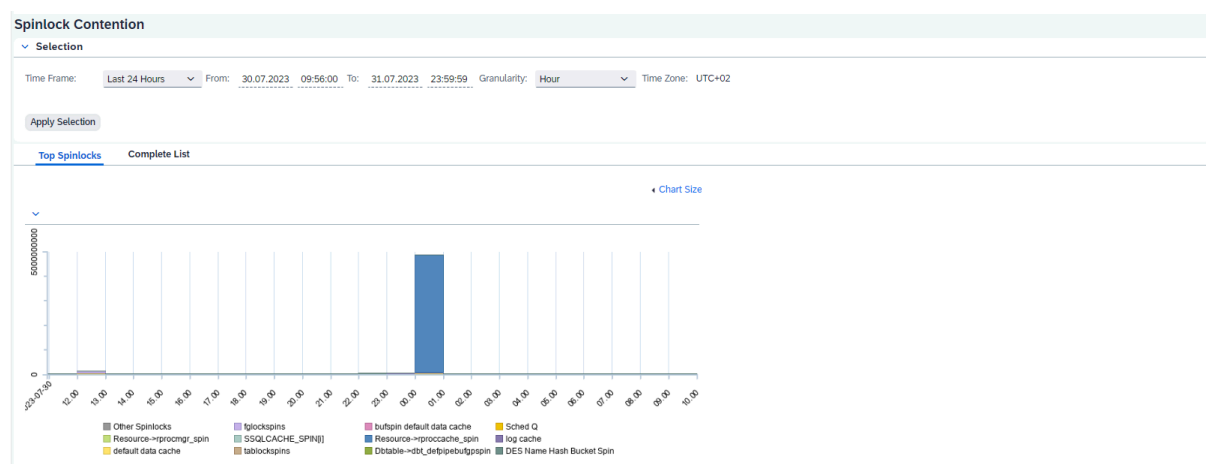 Spinlock Contention
Selection
Time Frame: Last 24 Hours From: 30.07.2023 09:56:00 To: 31.07.2023 23:59:59 Granularity: Hour Time Zone: UTC+02
Apply Selection
Top Spinlocks Complete List
Chart Size
5000000000
0
23-07-30 12.00 13.00 14.00 15.00 16.00 17.00 18.00 19.00 20.00 21.00 22.00 23.00 00.00 01.00 02.00 03.00 04.00 05.00 06.00 07.00 08.00 09.00 10.00
Other Spinlocks fglockspins bufspin default data cache Sched Q
Resource->rprocmgr_spin SSQLCACHE_SPIN[i] Resource->rproccache_spin log cache
default data cache tablockspins Dbtable->dbt_defpipebufgpspin DES Name Hash Bucket Spin